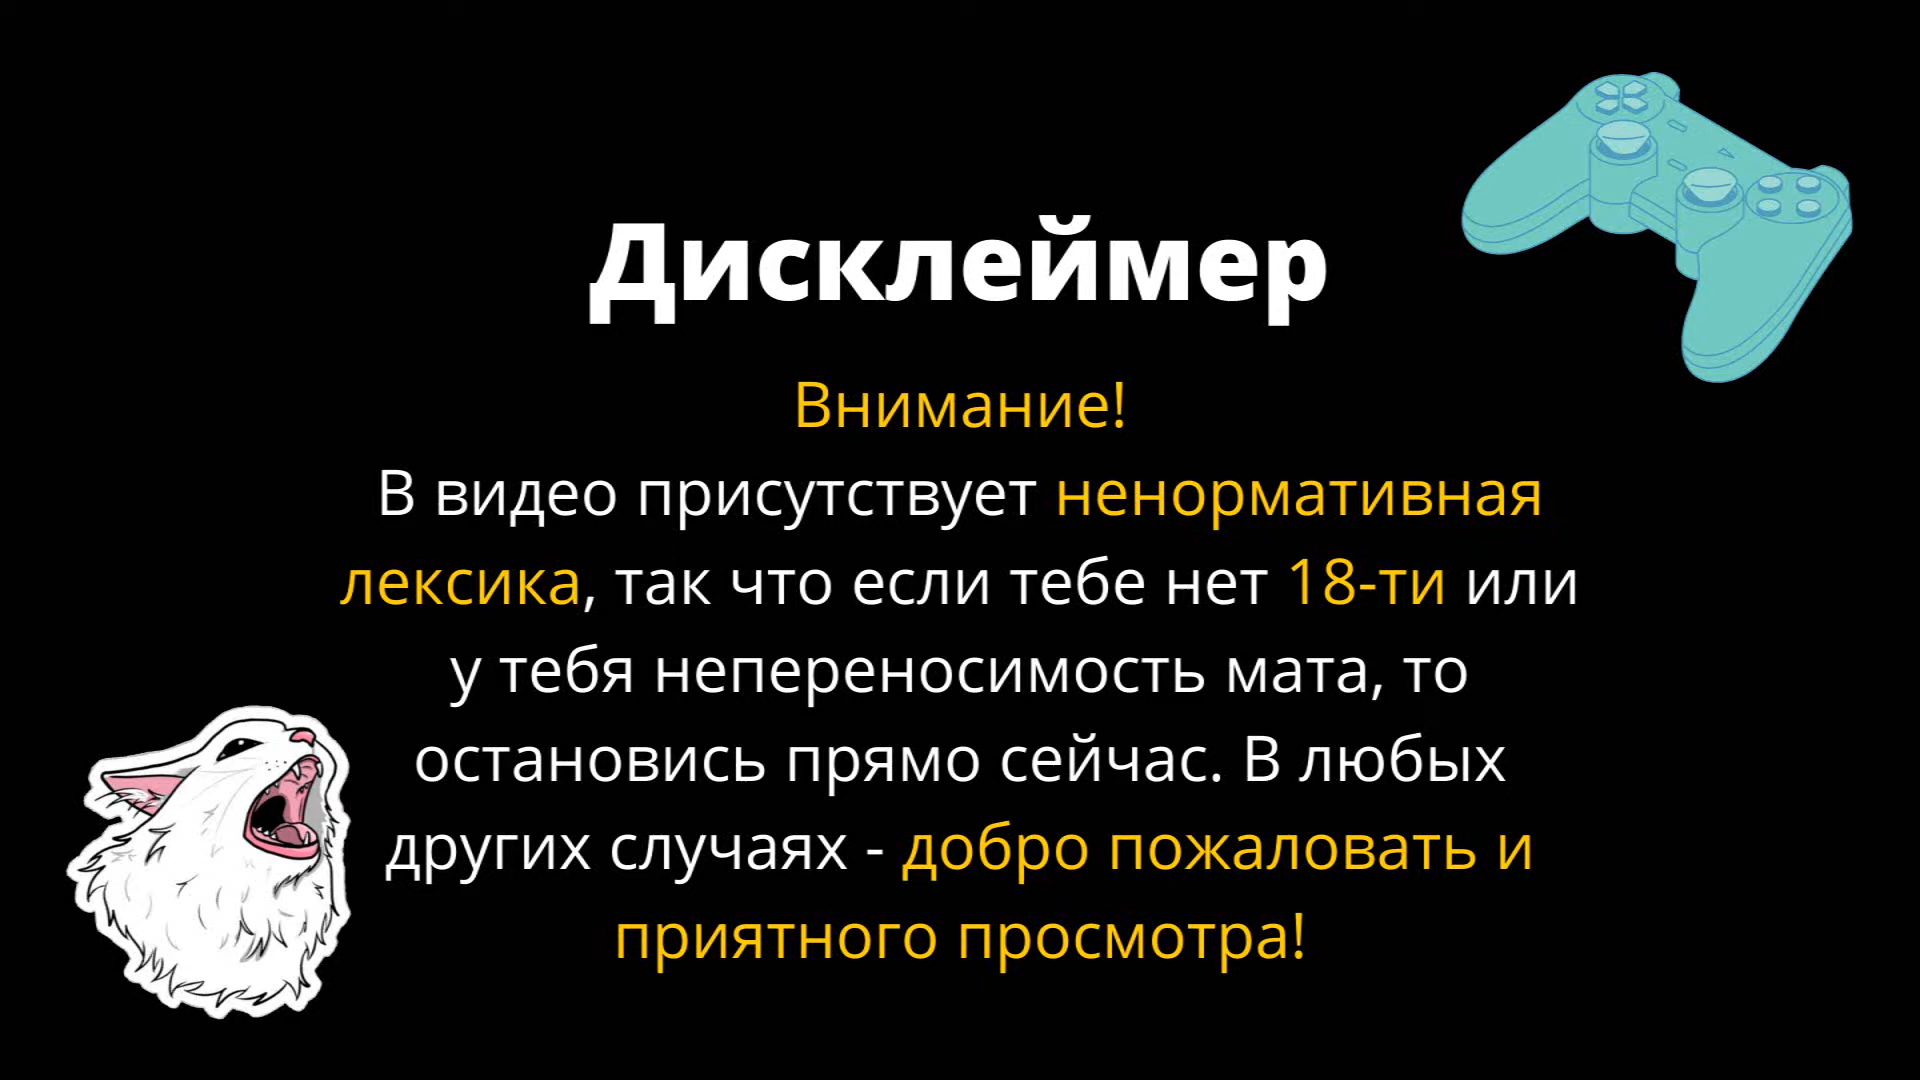 Дисклеймер
Внимание!
В видео присутствует ненормативная
лексика, так что если тебе нет 18-ти или
у тебя непереносимость мата, то
остановись прямо сейчас. В любых
других случаях - добро пожаловать и
приятного просмотра!